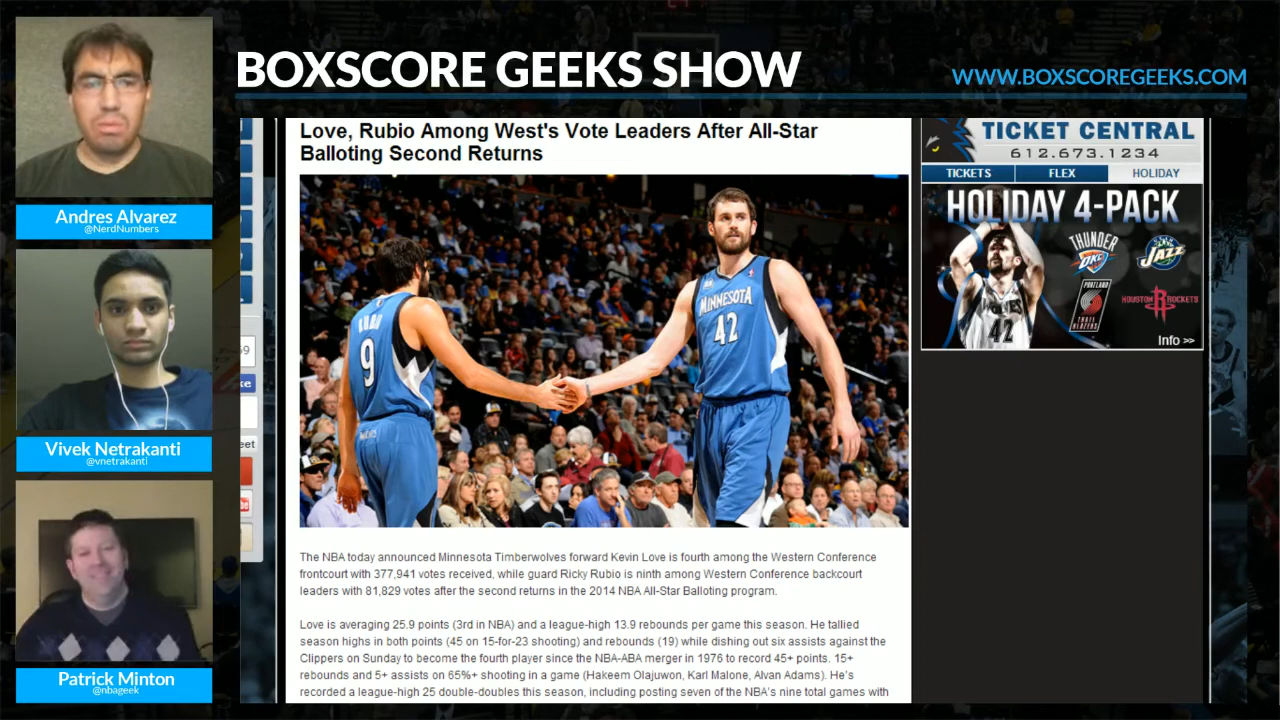 BOXSCORE GEEKS SHOW
WWW.BOXSCOREGEEKS.COM
Andres Alvarez
@NerdNumbers
Vivek Netrakanti
@vnetrakanti
Patrick Minton
@nbageek
Love, Rubio Among West's Vote Leaders After All-Star
Balloting Second Returns
RUBIO
9
MINNESOTA
42
The NBA today announced Minnesota Timberwolves forward Kevin Love is fourth among the Western Conference
frontcourt with 377,941 votes received, while guard Ricky Rubio is ninth among Western Conference backcourt
leaders with 81,829 votes after the second returns in the 2014 NBA All-Star Balloting program.
Love is averaging 25.9 points (3rd in NBA) and a league-high 13.9 rebounds per game this season. He tallied
season highs in both points (45 on 15-for-23 shooting) and rebounds (19) while dishing out six assists against the
Clippers on Sunday to become the fourth player since the NBA-ABA merger in 1976 to record 45+ points. 15+
rebounds and 5+ assists on 65%+ shooting in a game (Hakeem Olajuwon, Karl Malone, Alvan Adams). He's
recorded a league-high 25 double-doubles this season, including posting seven of the NBA's nine total games with
TICKET CENTRAL
612.673.1234
TICKETS
FLEX
HOLIDAY
HOLIDAY 4-PACK
THUNDER
OKC
JAZZ
PORTLAND
TRAIL BLAZERS
HOUSTON ROCKETS
42
Info >>